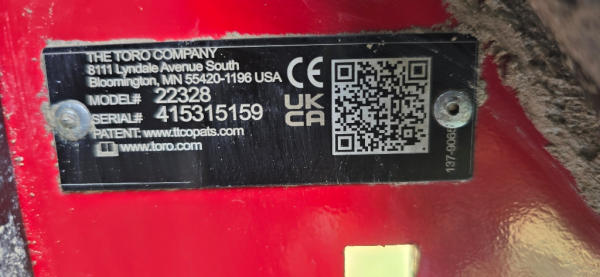 THE TORO COMPANY
8111 Lyndale Avenue South
Bloomington, MN 55420-1196 USA
MODEL# 22328
SERIAL# 415315159
PATENT: www.ttcopats.com
www.toro.com
CE
UK
CA